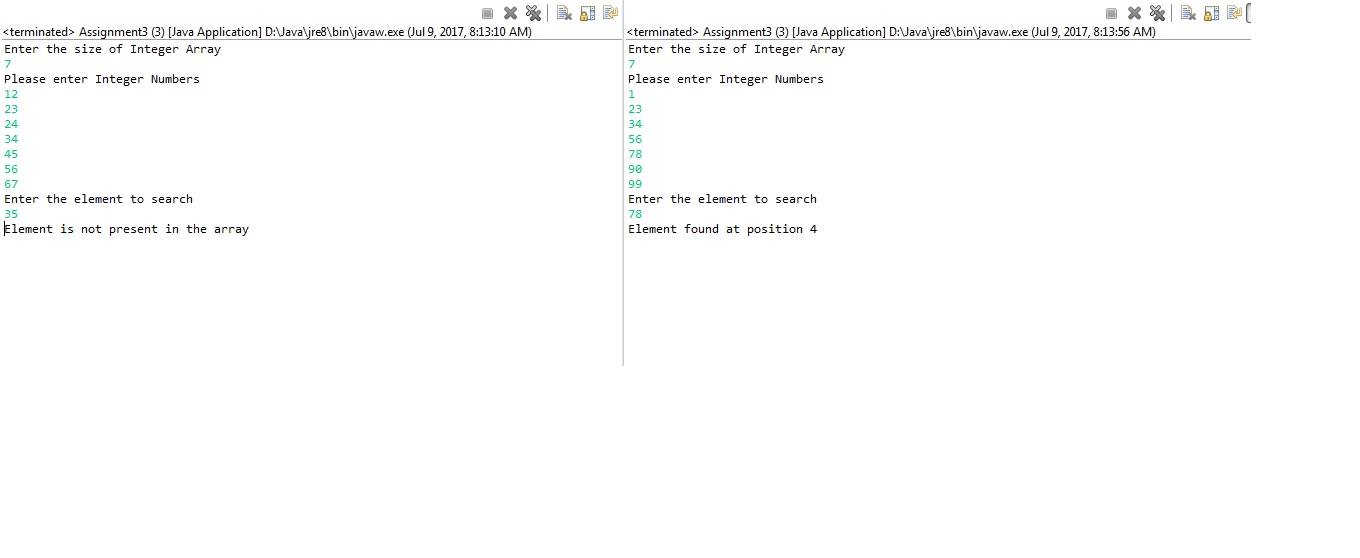 <terminated> Assignment3 (3) [Java Application] D:\Java\jre8\bin\javaw.exe (Jul 9, 2017, 8:13:10 AM)
Enter the size of Integer Array
7
Please enter Integer Numbers
12
23
24
34
45
56
67
Enter the element to search
35
Element is not present in the array
<terminated> Assignment3 (3) [Java Application] D:\Java\jre8\bin\javaw.exe (Jul 9, 2017, 8:13:56 AM)
Enter the size of Integer Array
7
Please enter Integer Numbers
1
23
34
56
78
90
99
Enter the element to search
78
Element found at position 4